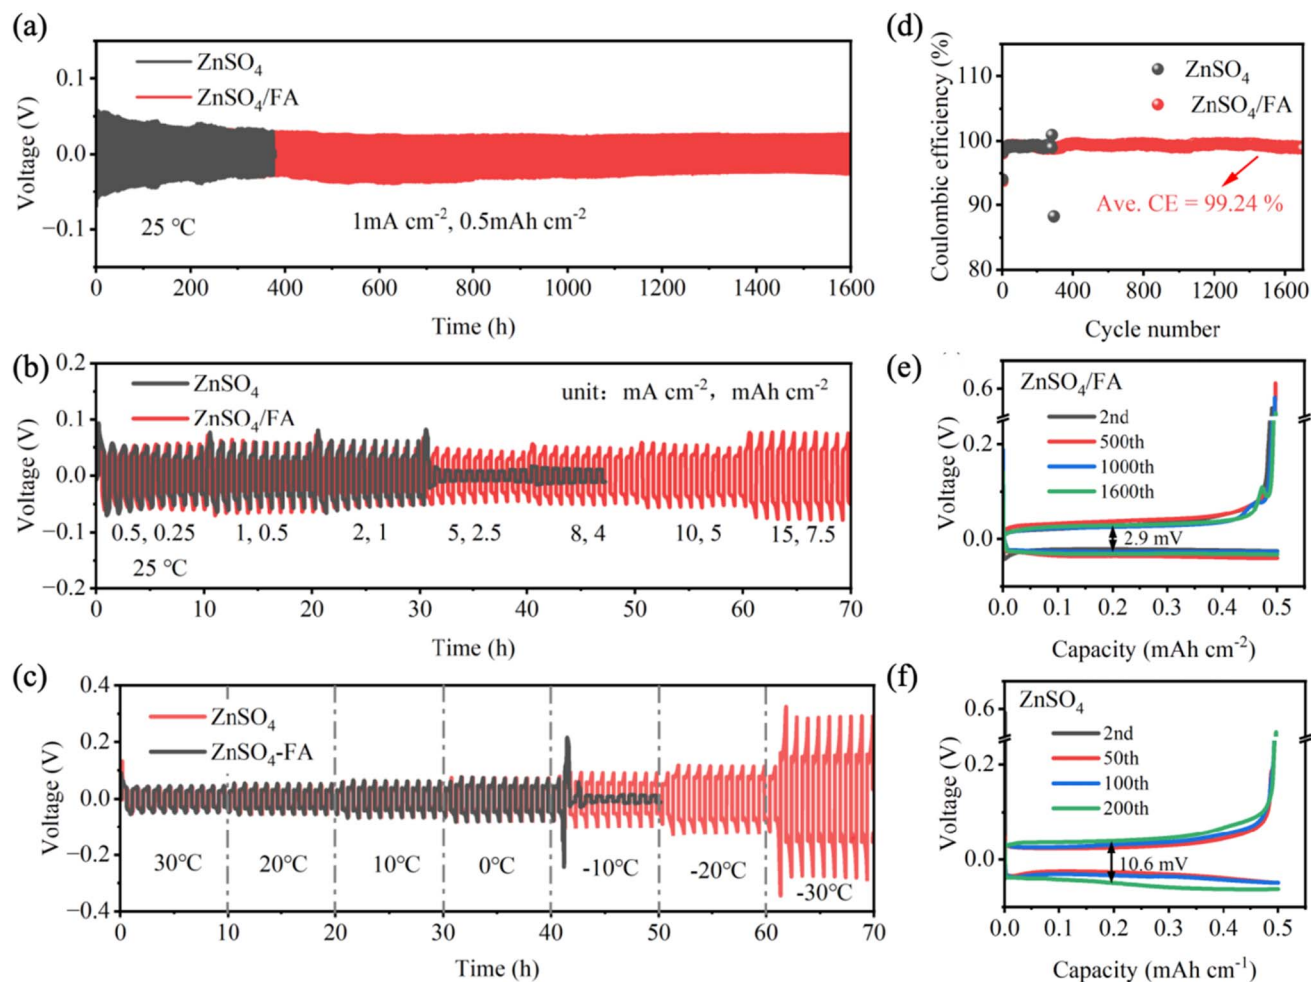 (a)
ZnSO4
ZnSO4/FA
0.1
0.0
−0.1
Voltage (V)
25 °C
1mA cm-2, 0.5mAh cm-2
0 200 400 600 800 1000 1200 1400 1600
Time (h)
(d)
ZnSO4
ZnSO4/FA
110
100
90
80
Coulombic efficiency (%)
Ave. CE = 99.24 %
0 400 800 1200 1600
Cycle number
(b)
ZnSO4
ZnSO4/FA
unit: mA cm-2, mAh cm-2
0.2
0.1
0.0
−0.1
−0.2
Voltage (V)
0.5, 0.25 1, 0.5 2, 1 5, 2.5 8, 4 10, 5 15, 7.5
25 °C
0 10 20 30 40 50 60 70
Time (h)
(e)
ZnSO4/FA
2nd
500th
1000th
1600th
0.6
0.2
0.0
Voltage (V)
2.9 mV
0.0 0.1 0.2 0.3 0.4 0.5
Capacity (mAh cm-2)
(c)
ZnSO4
ZnSO4-FA
0.4
0.2
0.0
−0.2
−0.4
Voltage (V)
30°C 20°C 10°C 0°C -10°C -20°C -30°C
0 10 20 30 40 50 60 70
Time (h)
(f)
ZnSO4
2nd
50th
100th
200th
0.6
0.2
0.0
Voltage (V)
10.6 mV
0.0 0.1 0.2 0.3 0.4 0.5
Capacity (mAh cm-1)